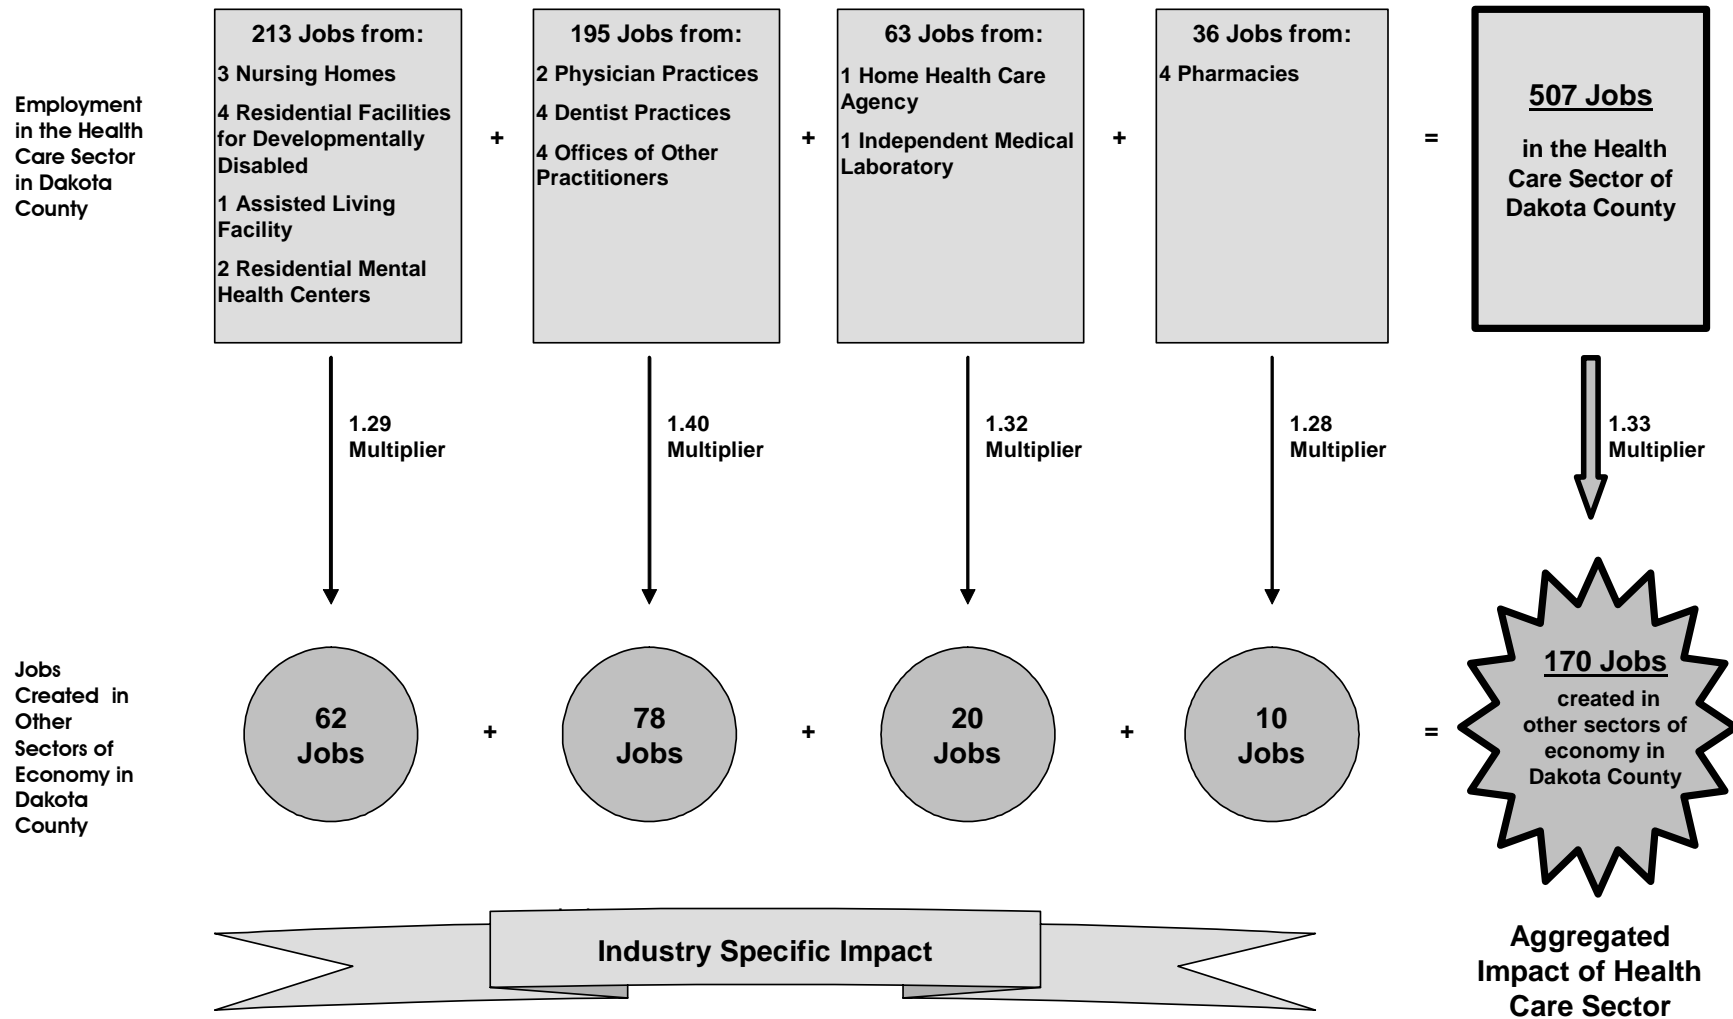 Employment
in the Health
Care Sector
in Dakota
County
213 Jobs from:
3 Nursing Homes
4 Residential Facilities
for Developmentally
Disabled
1 Assisted Living
Facility
2 Residential Mental
Health Centers
+
195 Jobs from:
2 Physician Practices
4 Dentist Practices
4 Offices of Other
Practitioners
+
63 Jobs from:
1 Home Health Care
Agency
1 Independent Medical
Laboratory
+
36 Jobs from:
4 Pharmacies
=
507 Jobs
in the Health
Care Sector of
Dakota County
1.29
Multiplier
1.40
Multiplier
1.32
Multiplier
1.28
Multiplier
1.33
Multiplier
Jobs
Created in
Other
Sectors of
Economy in
Dakota
County
62
Jobs
+
78
Jobs
+
20
Jobs
+
10
Jobs
=
170 Jobs
created in
other sectors of
economy in
Dakota County
Industry Specific Impact
Aggregated
Impact of Health
Care Sector